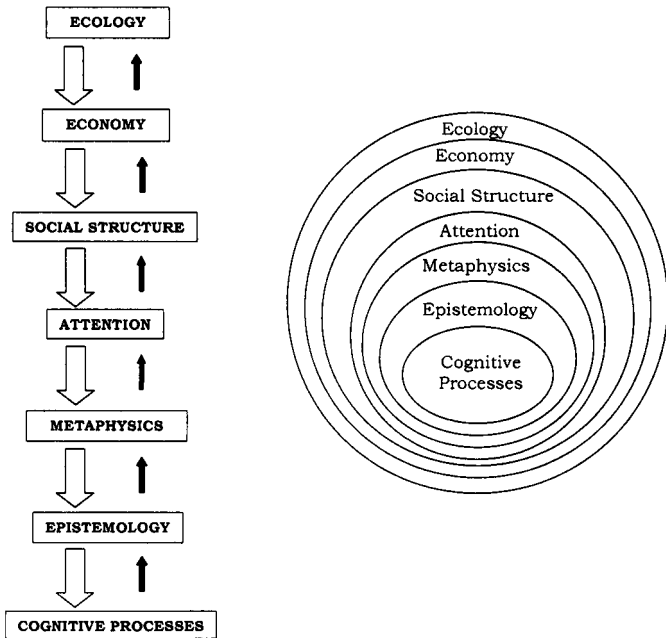 ECOLOGY
ECONOMY
SOCIAL STRUCTURE
ATTENTION
METAPHYSICS
EPISTEMOLOGY
COGNITIVE PROCESSES
Ecology
Economy
Social Structure
Attention
Metaphysics
Epistemology
Cognitive
Processes